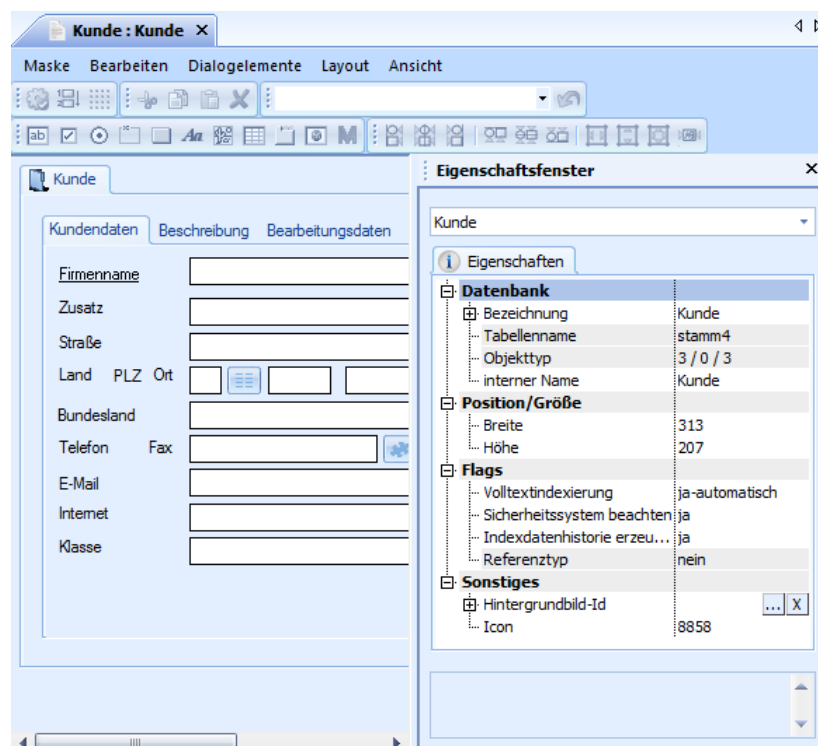 Kunde : Kunde
Maske Bearbeiten Dialogelemente Layout Ansicht
ab Aa M
Kunde
Kundendaten Beschreibung Bearbeitungsdaten
Firmenname
Zusatz
Straße
Land PLZ Ort
Bundesland
Telefon Fax
E-Mail
Internet
Klasse
Eigenschaftsfenster
Kunde
Eigenschaften
Datenbank
Bezeichnung Kunde
Tabellenname stamm4
Objekttyp 3 / 0 / 3
interner Name Kunde
Position/Größe
Breite 313
Höhe 207
Flags
Volltextindexierung ja-automatisch
Sicherheitssystem beachten ja
Indexdatenhistorie erzeu... ja
Referenztyp nein
Sonstiges
Hintergrundbild-Id ... X
Icon 8858